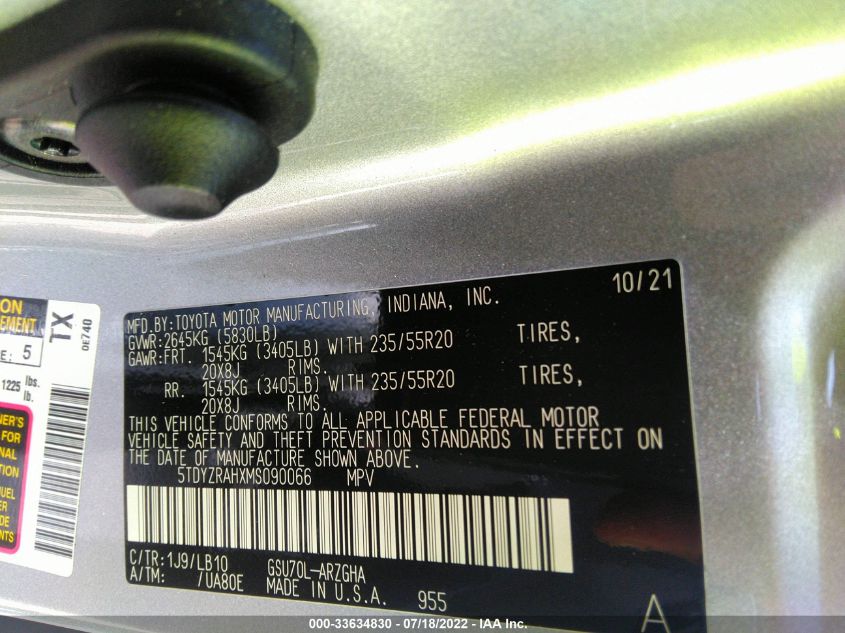 10/21
MFD.BY:TOYOTA MOTOR MANUFACTURING, INDIANA, INC.
GVWR:2645KG (5830LB)
GAWR:FRT. 1545KG (3405LB) WITH 235/55R20 TIRES,
20X8J RIMS.
RR. 1545KG (3405LB) WITH 235/55R20 TIRES,
20X8J RIMS.
THIS VEHICLE CONFORMS TO ALL APPLICABLE FEDERAL MOTOR
VEHICLE SAFETY AND THEFT PREVENTION STANDARDS IN EFFECT ON
THE DATE OF MANUFACTURE SHOWN ABOVE.
5TDYZRAHXMS090066 MPV
C/TR:1J9/LB10 GSU70L-ARZGHA
A/TM: /UA80E MADE IN U.S.A. 955
A
TX
0E740
5
1225 lbs.
lb.
FOR
000-33634830 - 07/18/2022 - IAA Inc.